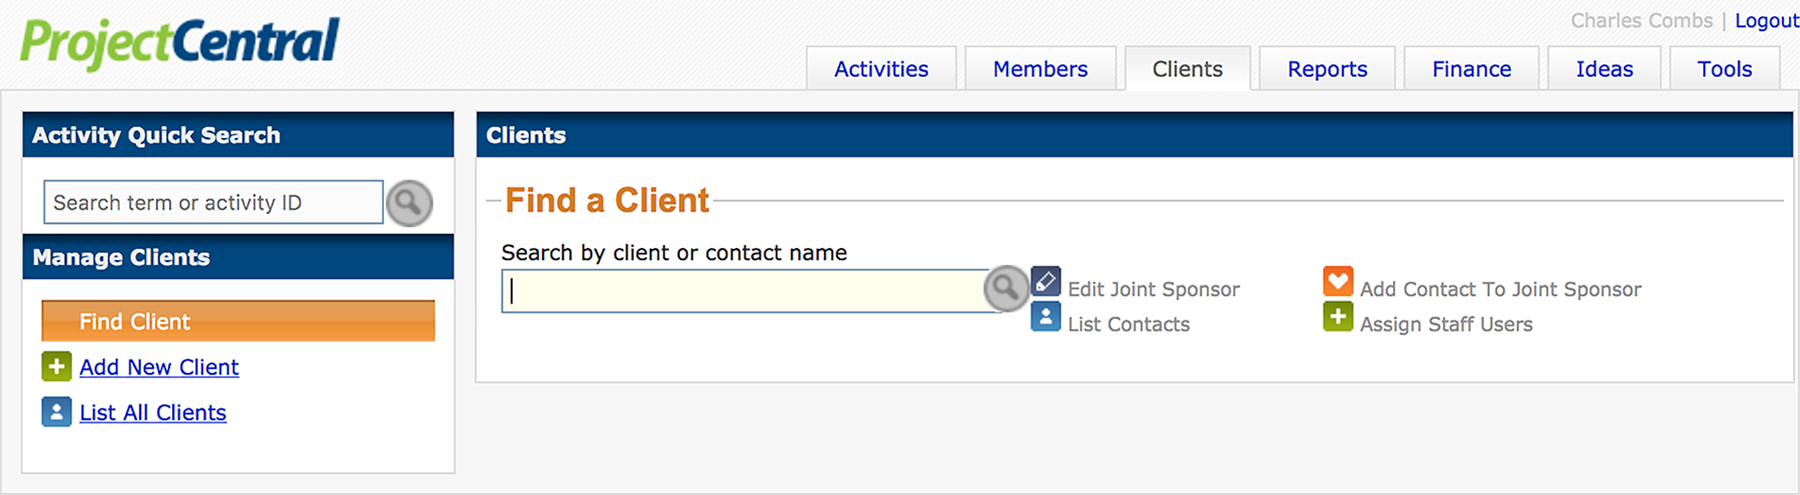 ProjectCentral
Charles Combs | Logout
Activities
Members
Clients
Reports
Finance
Ideas
Tools
Activity Quick Search
Search term or activity ID
Manage Clients
Find Client
Add New Client
List All Clients
Clients
Find a Client
Search by client or contact name
Edit Joint Sponsor
Add Contact To Joint Sponsor
List Contacts
Assign Staff Users